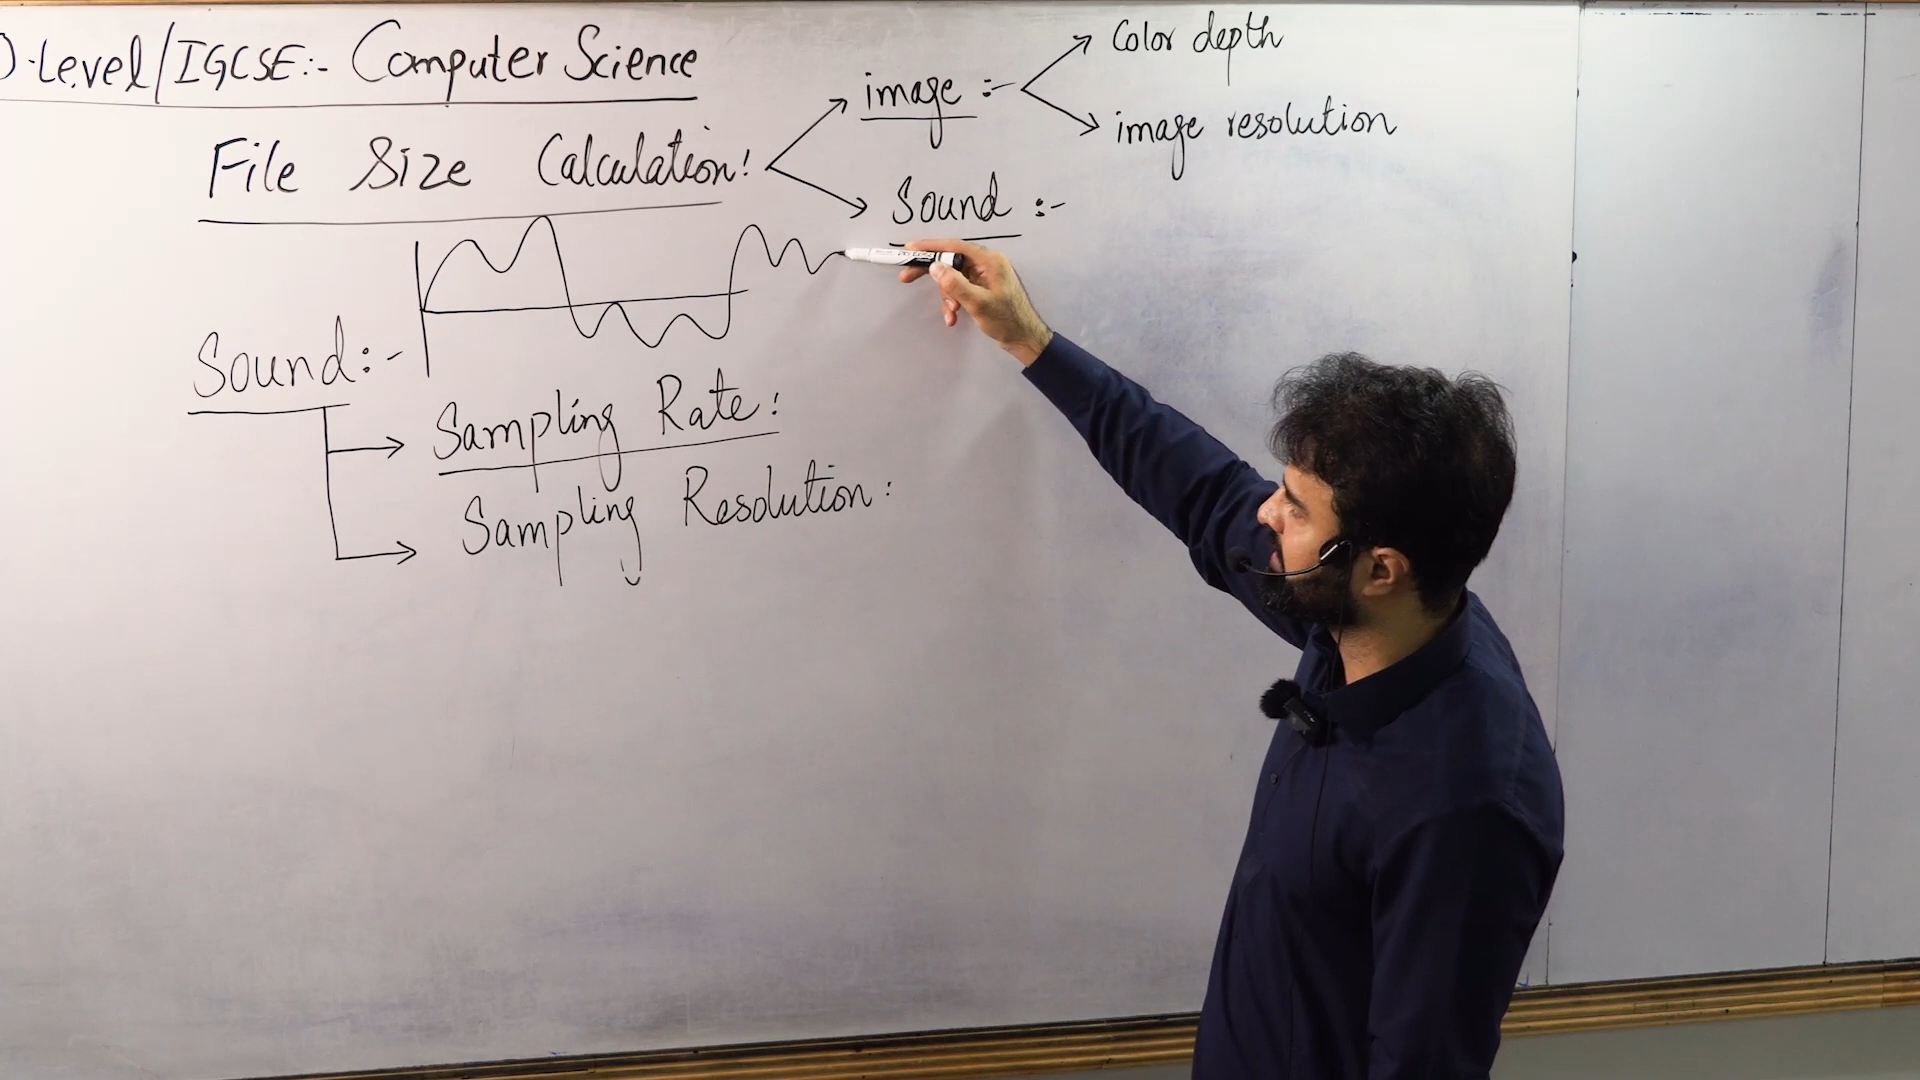 O-Level/IGCSE:- Computer Science
File Size Calculation:
image :-
Color depth
image resolution
Sound :-
Sound:-
Sampling Rate:
Sampling Resolution: